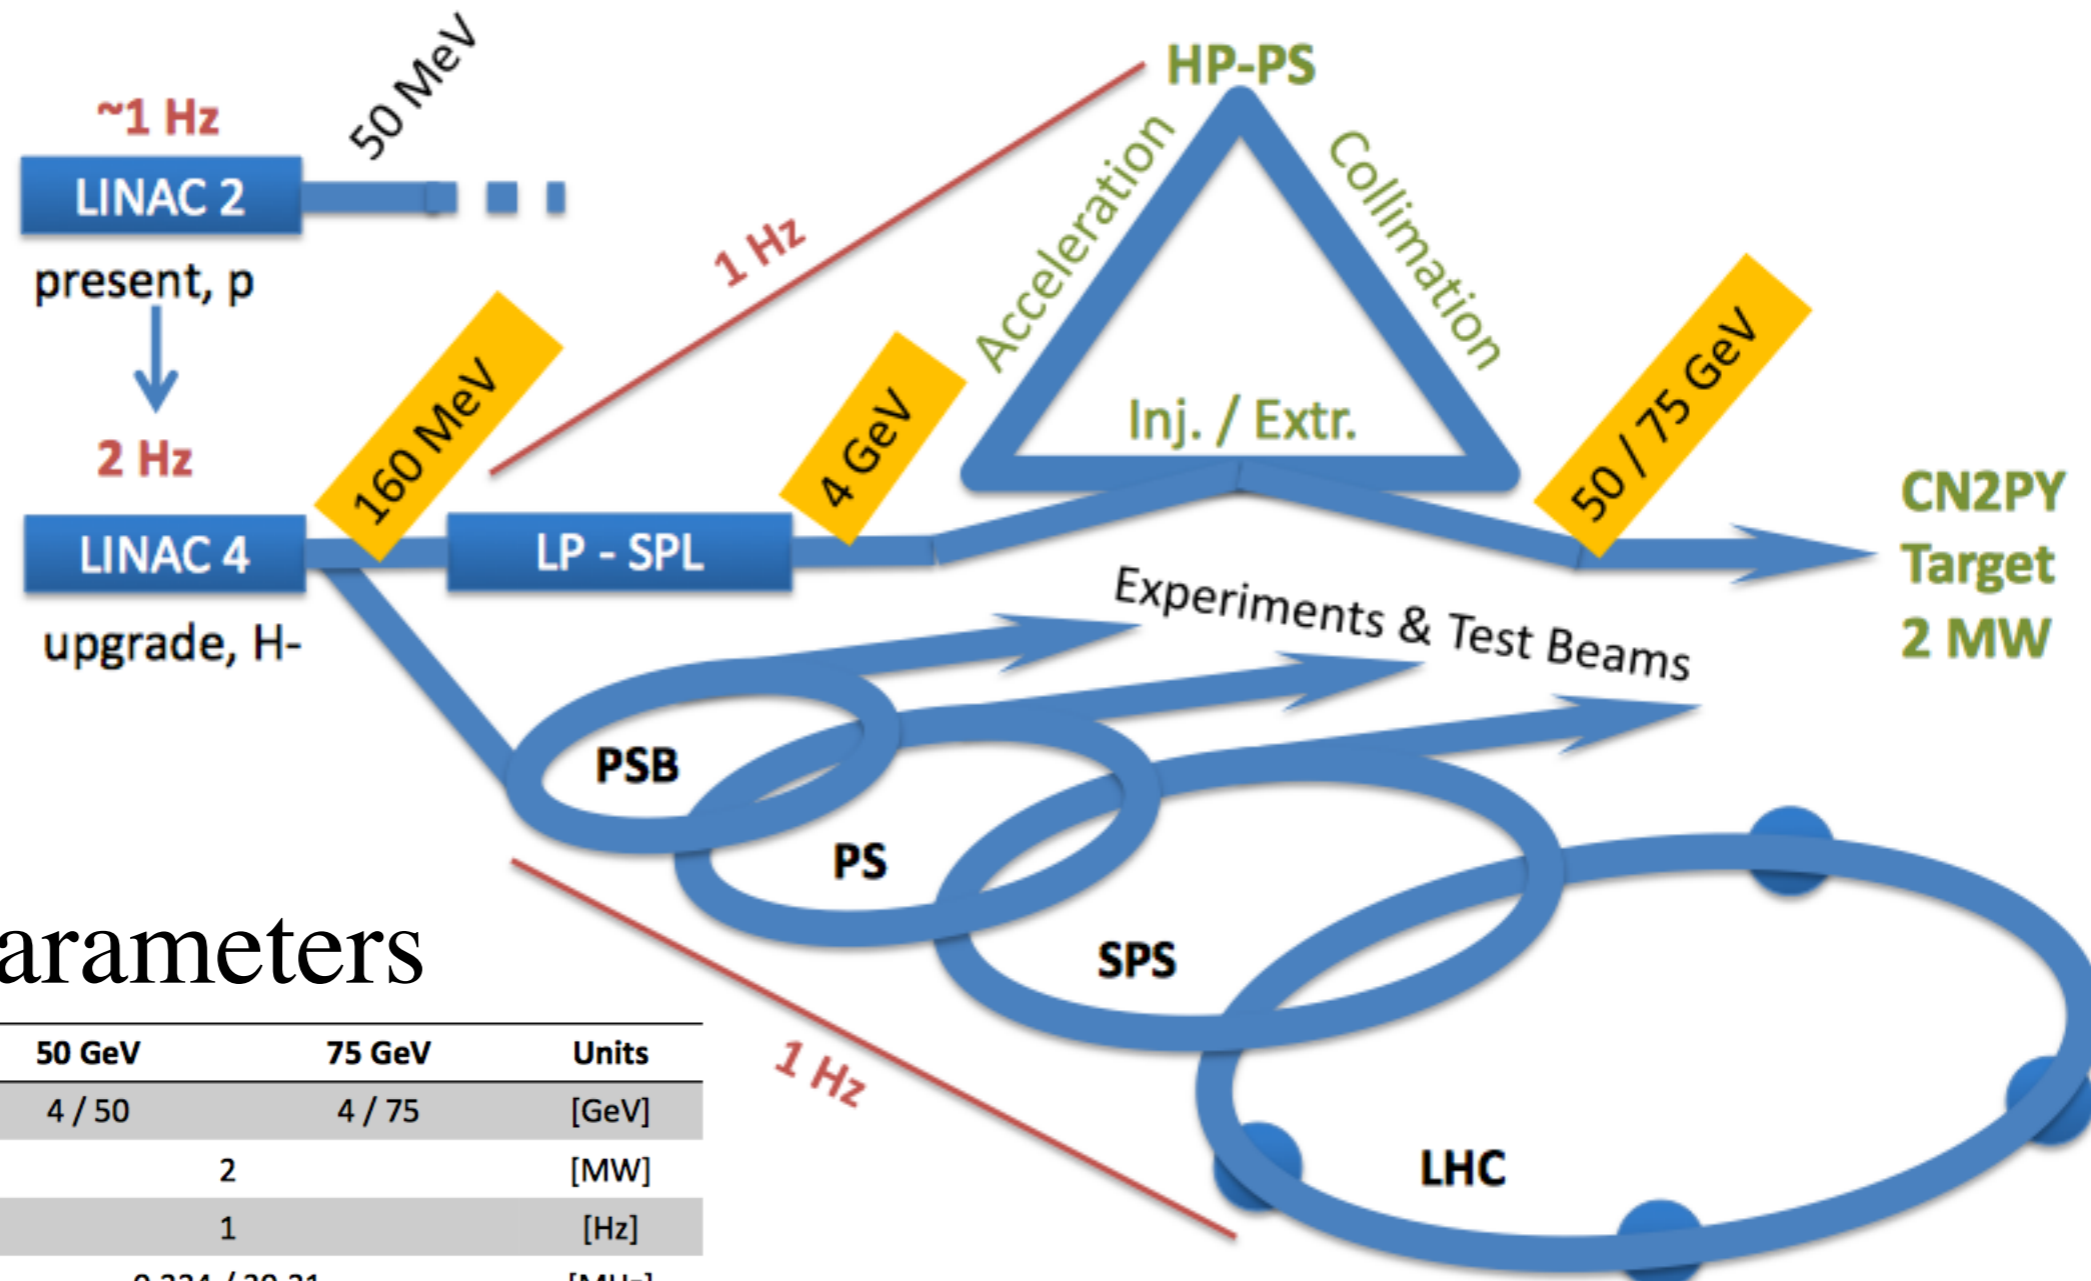 ~1 Hz
50 MeV
LINAC 2
present, p
2 Hz
160 MeV
LINAC 4
upgrade, H-
LP - SPL
1 Hz
4 GeV
HP-PS
Acceleration
Collimation
Inj. / Extr.
50 / 75 GeV
CN2PY
Target
2 MW
Experiments & Test Beams
PSB
PS
SPS
LHC
1 Hz
arameters
50 GeV 75 GeV Units
4 / 50 4 / 75 [GeV]
2 [MW]
1 [Hz]